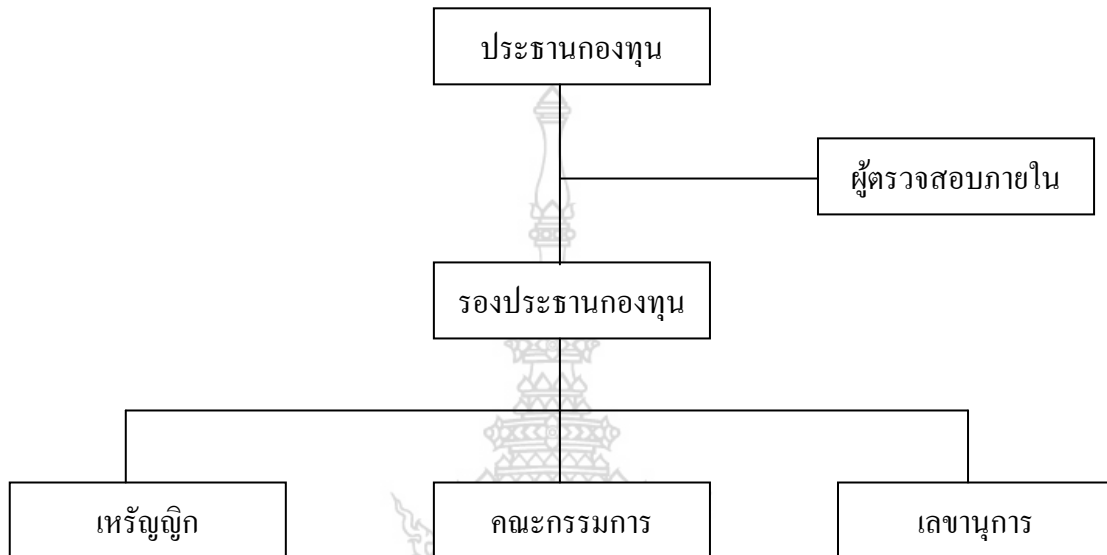 ประธานกองทุน
ผู้ตรวจสอบภายใน
รองประธานกองทุน
เหรัญญิก
คณะกรรมการ
เลขานุการ